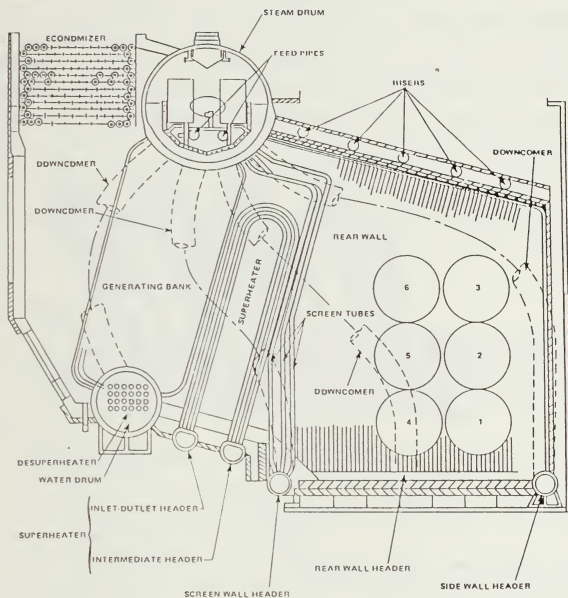 STEAM DRUM
ECONOMIZER
FEED PIPES
RISERS
DOWNCOMER
DOWNCOMER
DOWNCOMER
REAR WALL
GENERATING BANK
SUPERHEATER
6
3
SCREEN TUBES
5
2
DOWNCOMER
4
1
DESUPERHEATER
WATER DRUM
INLET-OUTLET HEADER
SUPERHEATER
INTERMEDIATE HEADER
REAR WALL HEADER
SIDE WALL HEADER
SCREEN WALL HEADER